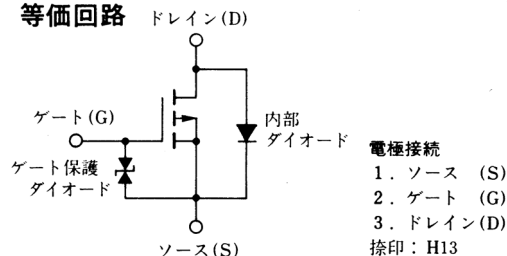 等価回路
ドレイン(D)
ゲート(G)
内部
ダイオード
ゲート保護
ダイオード
ソース(S)
電極接続
1. ソース (S)
2. ゲート (G)
3. ドレイン(D)
捺印：H13